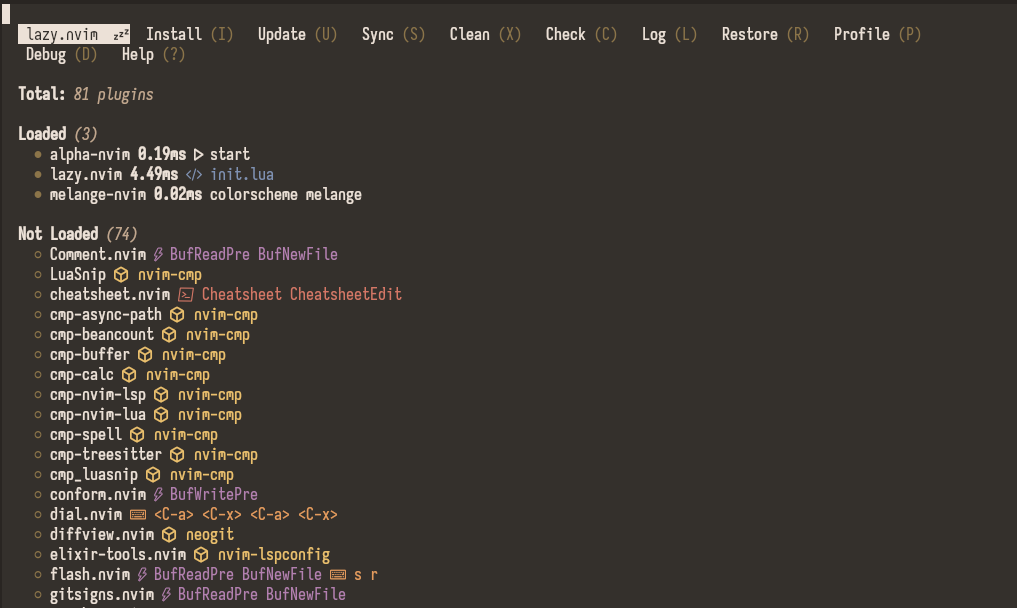 lazy.nvim zzz Install (I) Update (U) Sync (S) Clean (X) Check (C) Log (L) Restore (R) Profile (P)
Debug (D) Help (?)
Total: 81 plugins
Loaded (3)
● alpha-nvim 0.19ms start
● lazy.nvim 4.49ms </> init.lua
● melange-nvim 0.02ms colorscheme melange
Not Loaded (74)
○ Comment.nvim BufReadPre BufNewFile
○ LuaSnip nvim-cmp
○ cheatsheet.nvim Cheatsheet CheatsheetEdit
○ cmp-async-path nvim-cmp
○ cmp-beancount nvim-cmp
○ cmp-buffer nvim-cmp
○ cmp-calc nvim-cmp
○ cmp-nvim-lsp nvim-cmp
○ cmp-nvim-lua nvim-cmp
○ cmp-spell nvim-cmp
○ cmp-treesitter nvim-cmp
○ cmp_luasnip nvim-cmp
○ conform.nvim BufWritePre
○ dial.nvim <C-a> <C-x> <C-a> <C-x>
○ diffview.nvim neogit
○ elixir-tools.nvim nvim-lspconfig
○ flash.nvim BufReadPre BufNewFile s r
○ gitsigns.nvim BufReadPre BufNewFile